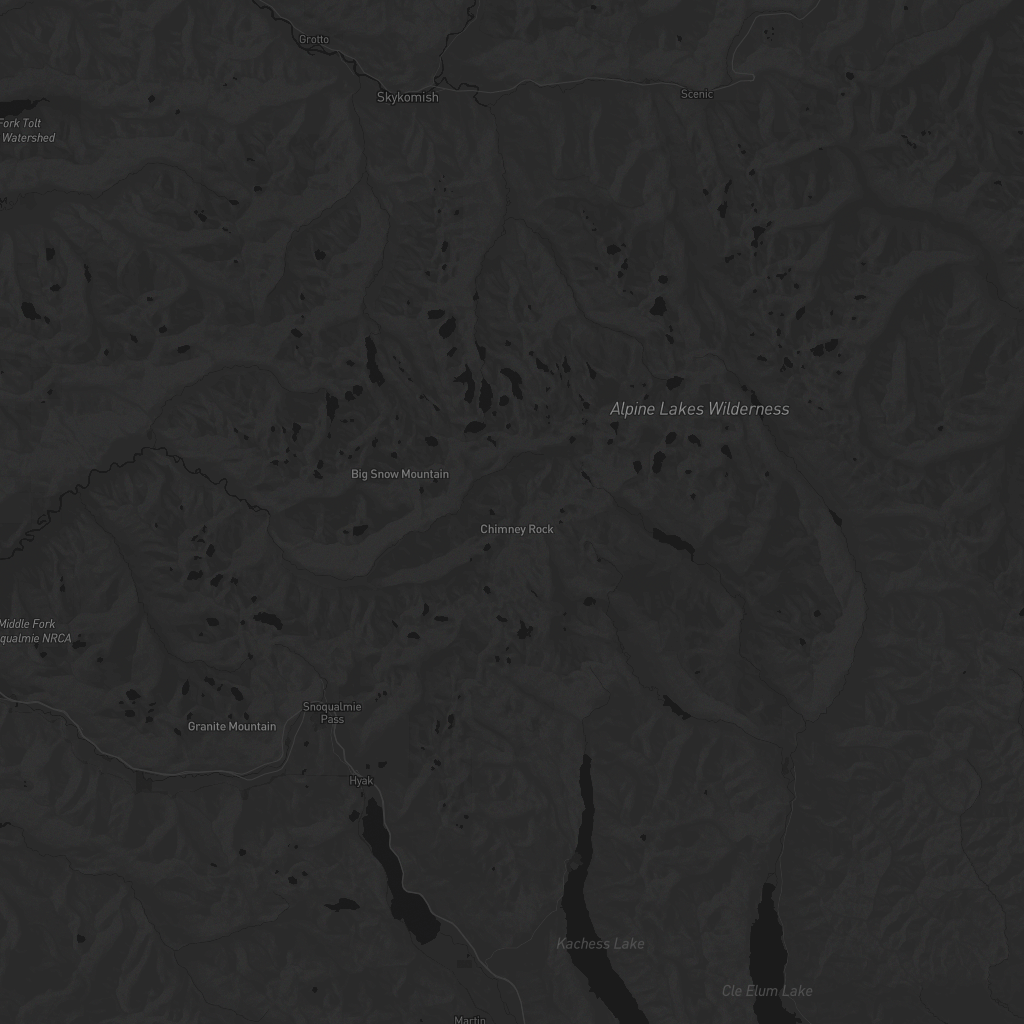 Grotto
Skykomish
Scenic
Fork Tolt
Watershed
Alpine Lakes Wilderness
Big Snow Mountain
Chimney Rock
Middle Fork
qualmie NRCA
Snoqualmie
Pass
Granite Mountain
Hyak
Kachess Lake
Cle Elum Lake
Martin